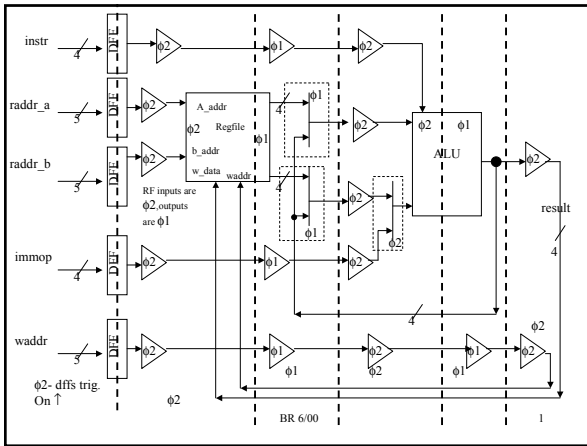 instr
4
DFF
ϕ2
ϕ1
ϕ2
raddr_a
5
DFF
ϕ2
A_addr
ϕ2
Regfile
ϕ1
b_addr
w_data
waddr
4
ϕ1
ϕ2
ϕ2
ϕ1
ALU
ϕ2
raddr_b
5
DFF
ϕ2
RF inputs are
ϕ2,outputs
are ϕ1
4
ϕ1
ϕ2
ϕ2
result
4
immop
4
DFF
ϕ2
ϕ1
ϕ2
4
waddr
5
DFF
ϕ2
ϕ1
ϕ1
ϕ2
ϕ2
ϕ1
ϕ1
ϕ2
ϕ2
ϕ2- dffs trig.
On ↑
ϕ2
BR 6/00
1